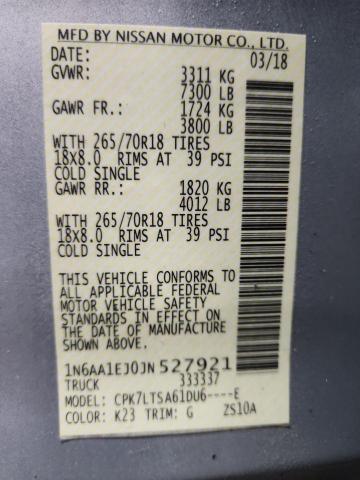 MFD BY NISSAN MOTOR CO., LTD.
DATE: 03/18
GVWR: 3311 KG
7300 LB
GAWR FR.: 1724 KG
3800 LB
WITH 265/70R18 TIRES
18X8.0 RIMS AT 39 PSI
COLD SINGLE
GAWR RR.: 1820 KG
4012 LB
WITH 265/70R18 TIRES
18X8.0 RIMS AT 39 PSI
COLD SINGLE
THIS VEHICLE CONFORMS TO
ALL APPLICABLE FEDERAL
MOTOR VEHICLE SAFETY
STANDARDS IN EFFECT ON
THE DATE OF MANUFACTURE
SHOWN ABOVE.
1N6AA1EJ0JN527921
TRUCK 333337
MODEL: CPK7LTSA61DU6----E
COLOR: K23 TRIM: G ZS10A